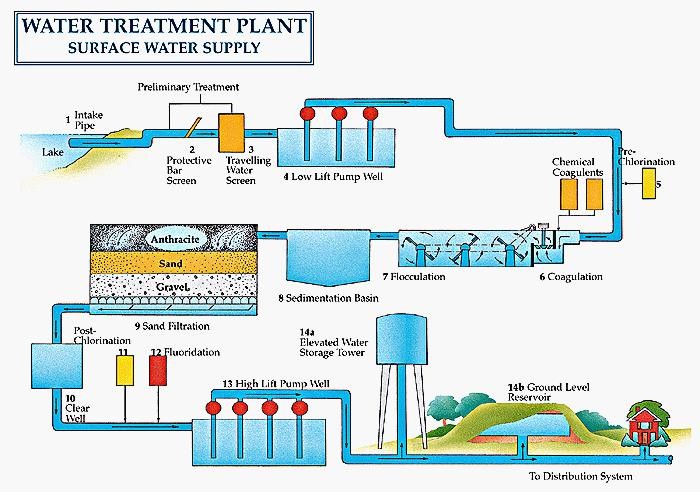 WATER TREATMENT PLANT
SURFACE WATER SUPPLY
Preliminary Treatment
1 Intake
Pipe
Lake
2
Protective
Bar
Screen
3
Travelling
Water
Screen
4 Low Lift Pump Well
Chemical
Coagulents
Pre-
Chlorination
5
Anthracite
Sand
Gravel
9 Sand Filtration
8 Sedimentation Basin
7 Flocculation
6 Coagulation
Post-
Chlorination
11
12 Fluoridation
10
Clear
Well
13 High Lift Pump Well
14a
Elevated Water
Storage Tower
14b Ground Level
Reservoir
To Distribution System